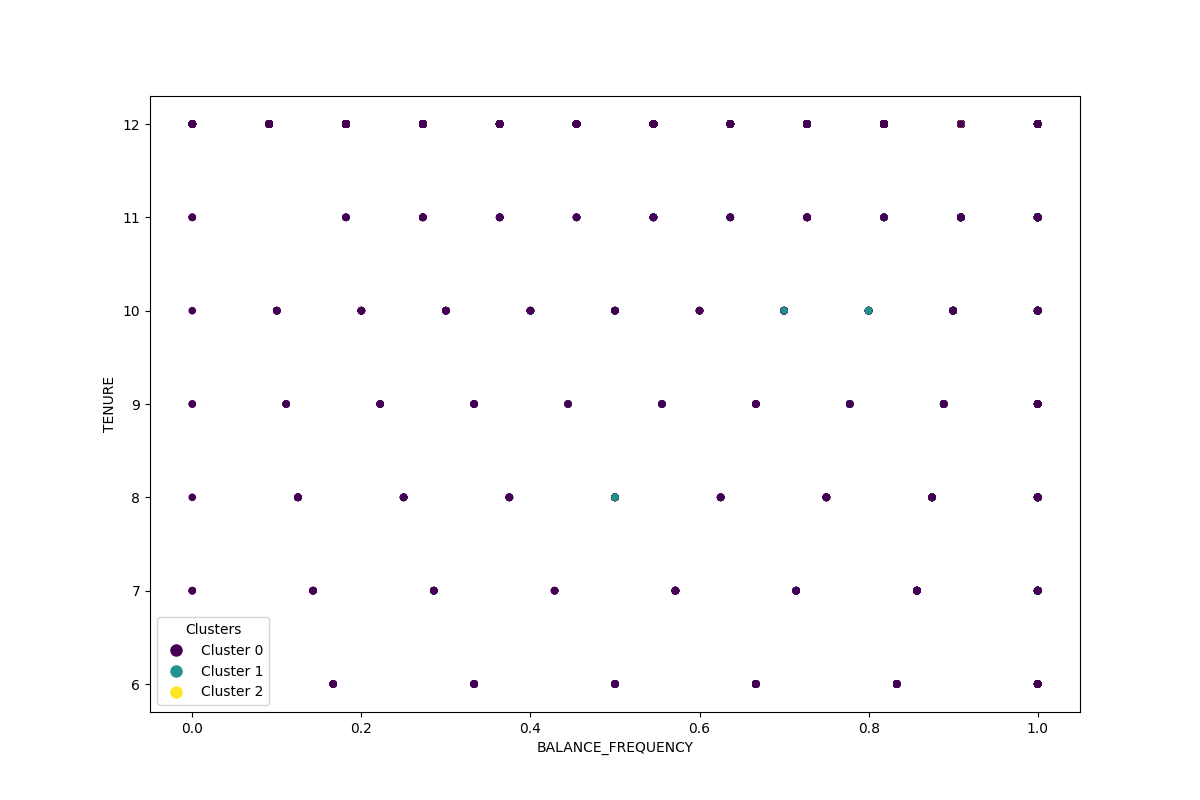 12
11
10
9
8
7
6
TENURE
Clusters
Cluster 0
Cluster 1
Cluster 2
0.0 0.2 0.4 0.6 0.8 1.0
BALANCE_FREQUENCY